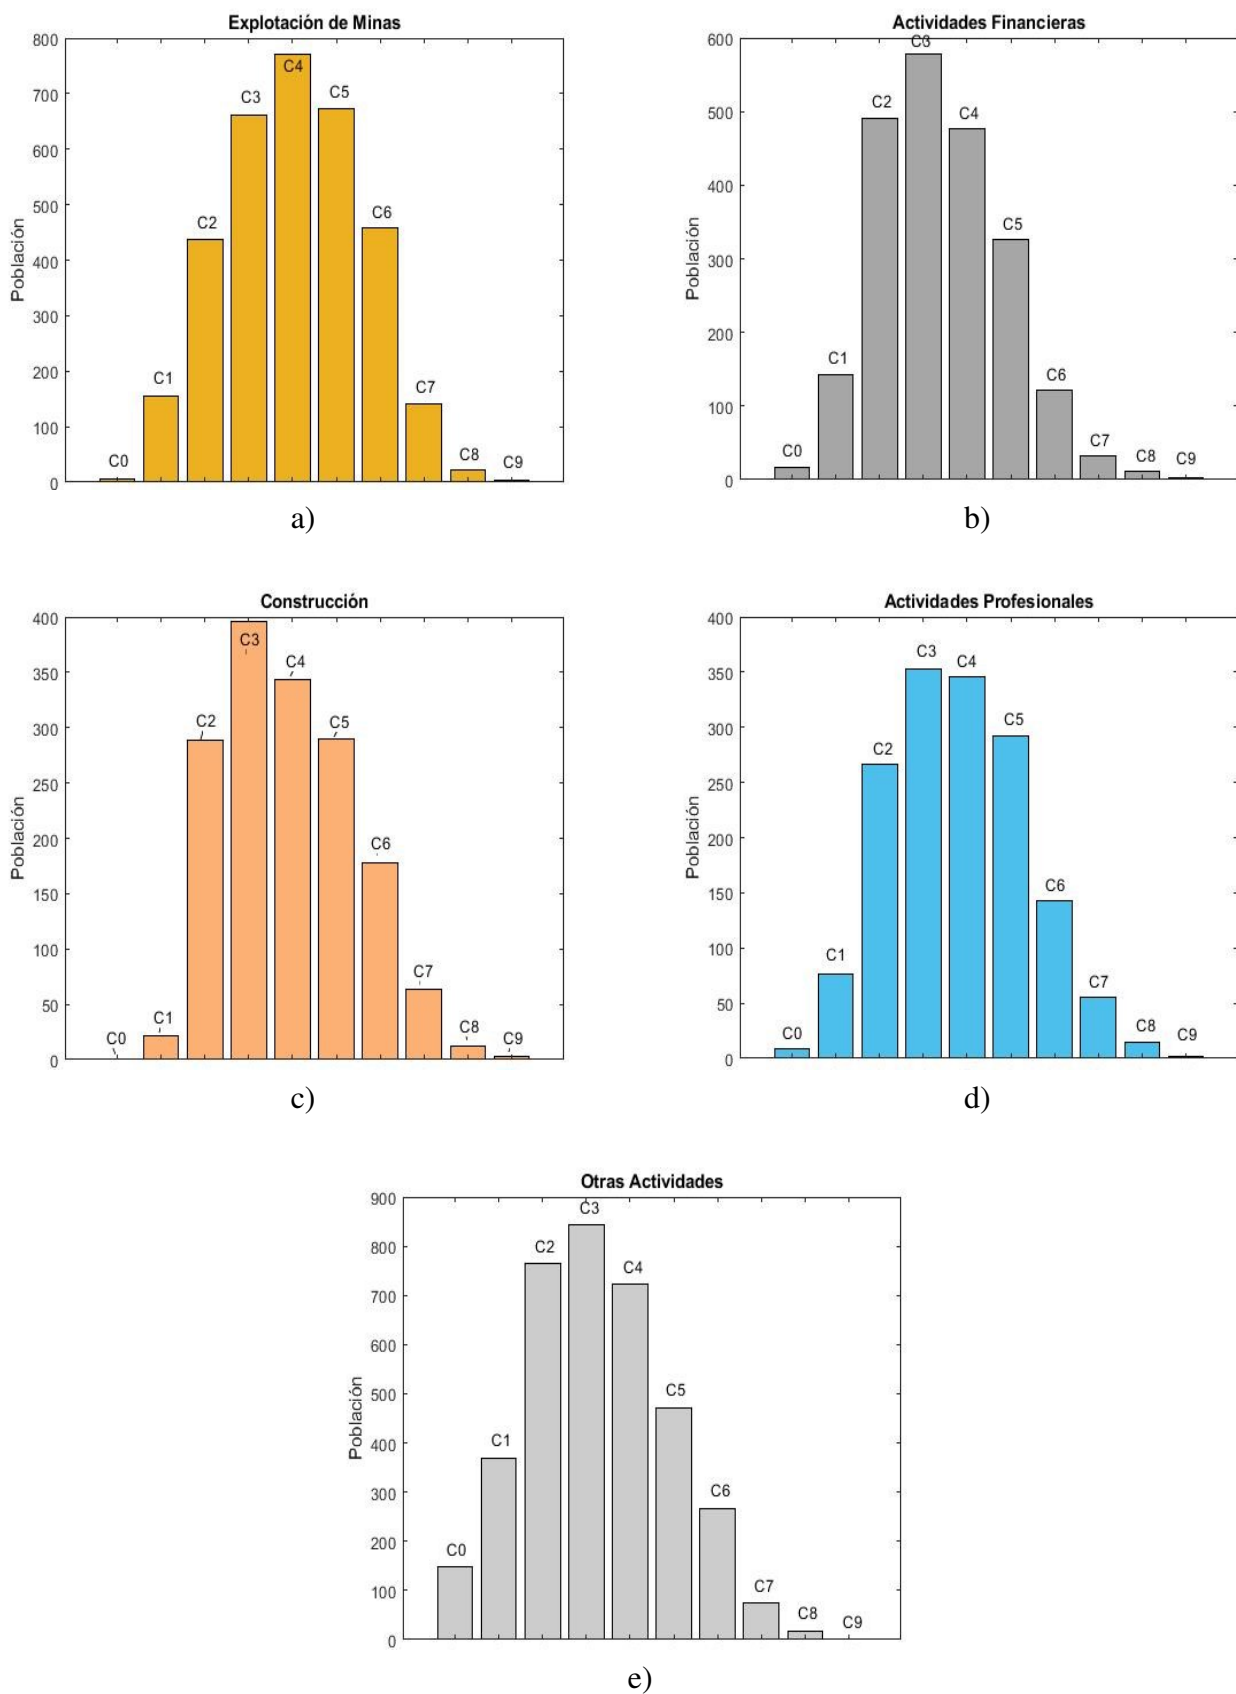 Explotación de Minas
800
700
600
500
400
300
200
100
0
Población
C0
C1
C2
C3
C4
C5
C6
C7
C8
C9
a)
Actividades Financieras
600
500
400
300
200
100
0
Población
C0
C1
C2
C3
C4
C5
C6
C7
C8
C9
b)
Construcción
400
350
300
250
200
150
100
50
0
Población
C0
C1
C2
C3
C4
C5
C6
C7
C8
C9
c)
Actividades Profesionales
400
350
300
250
200
150
100
50
0
Población
C0
C1
C2
C3
C4
C5
C6
C7
C8
C9
d)
Otras Actividades
900
800
700
600
500
400
300
200
100
0
Población
C0
C1
C2
C3
C4
C5
C6
C7
C8
C9
e)